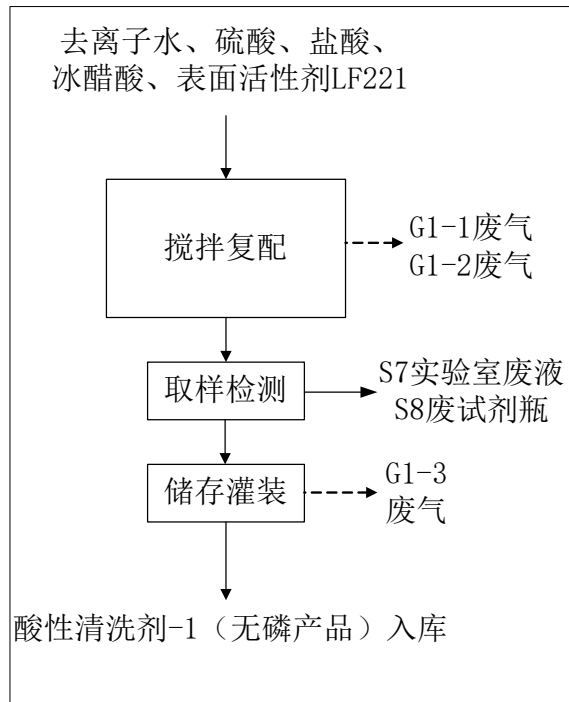 去离子水、硫酸、盐酸、
冰醋酸、表面活性剂LF221
搅拌复配
G1-1废气
G1-2废气
取样检测
S7实验室废液
S8废试剂瓶
储存灌装
G1-3
废气
酸性清洗剂-1（无磷产品）入库